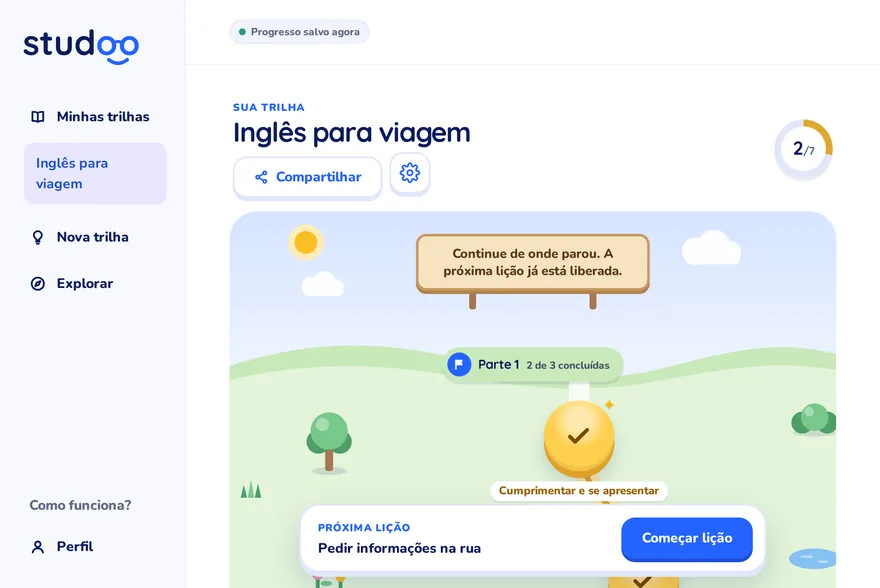 studoo
Minhas trilhas
Inglês para
viagem
Nova trilha
Explorar
Como funciona?
Perfil
Progresso salvo agora
SUA TRILHA
Inglês para viagem
Compartilhar
2/7
Continue de onde parou. A
próxima lição já está liberada.
Parte 1 2 de 3 concluídas
Cumprimentar e se apresentar
PRÓXIMA LIÇÃO
Pedir informações na rua
Começar lição